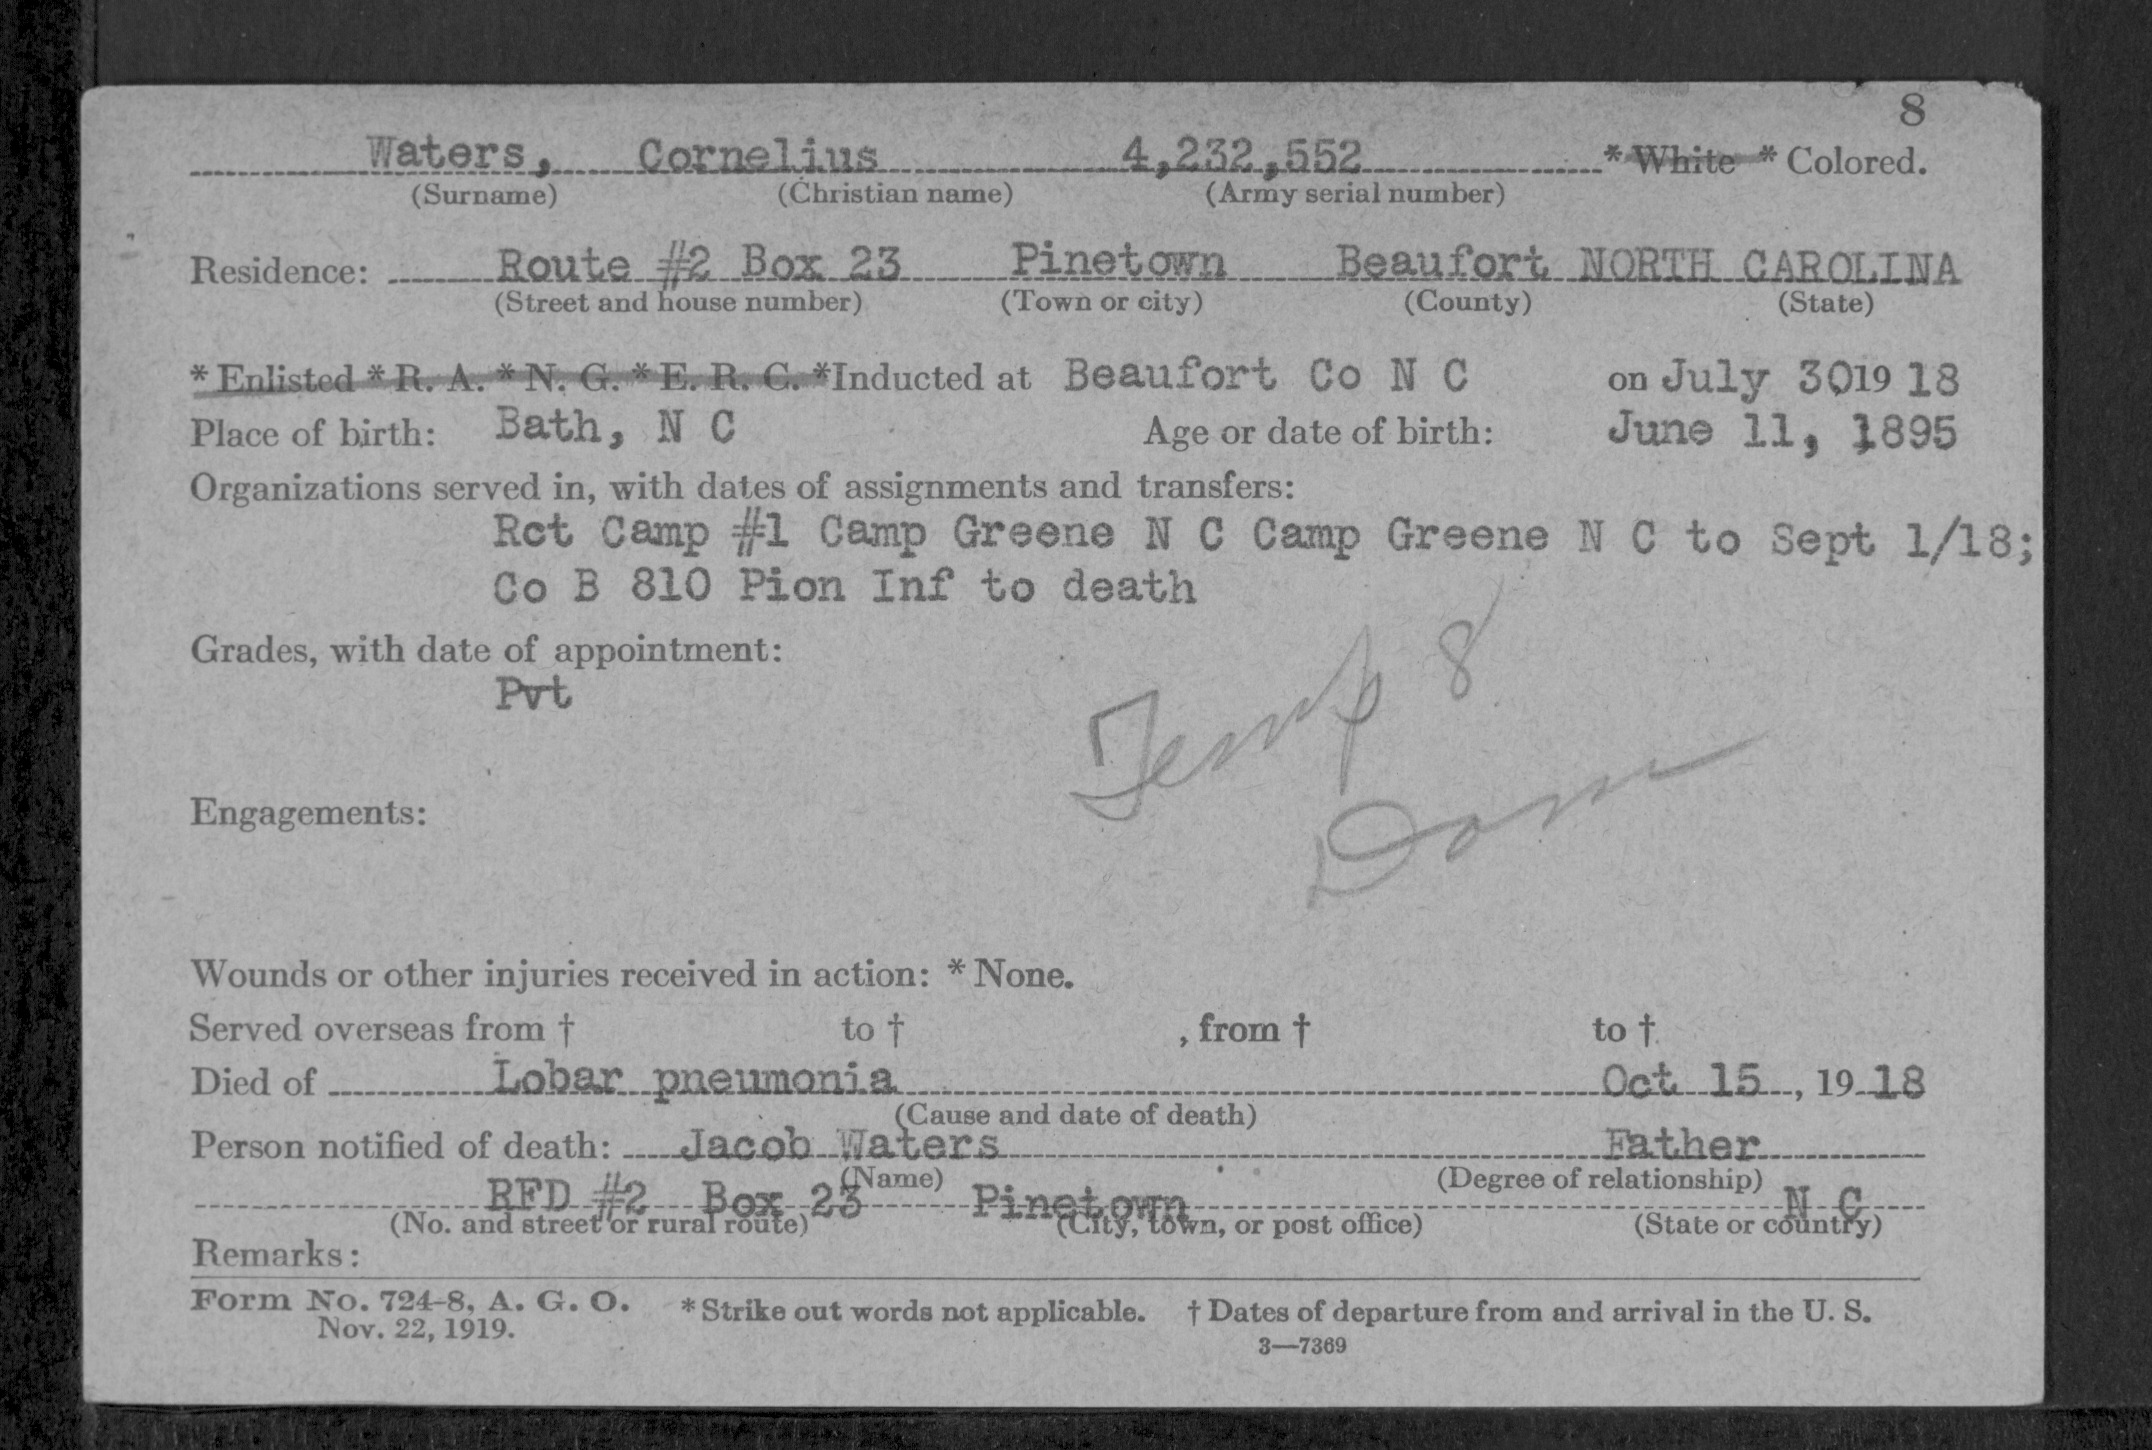 8
Waters, Cornelius 4,232,552 * White * Colored.
(Surname) (Christian name) (Army serial number)
Residence: Route #2 Box 23 Pinetown Beaufort NORTH CAROLINA
(Street and house number) (Town or city) (County) (State)
* Enlisted * R. A. * N. G. * E. R. C. *Inducted at Beaufort Co N C on July 30 19 18
Place of birth: Bath, N C Age or date of birth: June 11, 1895
Organizations served in, with dates of assignments and transfers:
Rct Camp #1 Camp Greene N C Camp Greene N C to Sept 1/18;
Co B 810 Pion Inf to death
Grades, with date of appointment:
Pvt
Temp 8
Dom
Engagements:
Wounds or other injuries received in action: * None.
Served overseas from † to † , from † to †
Died of Lobar pneumonia Oct 15, 19 18
(Cause and date of death)
Person notified of death: Jacob Waters Father
(Name) (Degree of relationship)
RFD #2 Box 23 Pinetown N C
(No. and street or rural route) (City, town, or post office) (State or country)
Remarks:
Form No. 724-8, A. G. O. * Strike out words not applicable. † Dates of departure from and arrival in the U. S.
Nov. 22, 1919.
3—7369